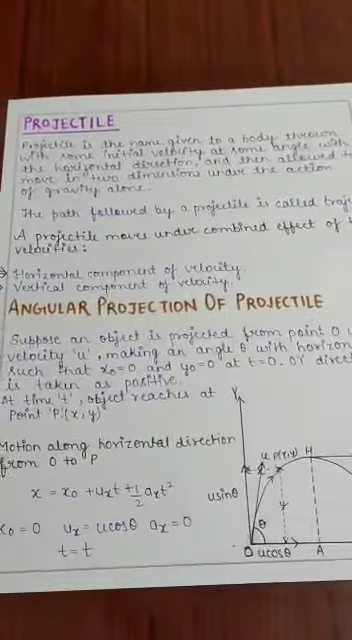 PROJECTILE
Projectile is the name given to a body thrown
with some initial velocity at some angle with
the horizontal direction, and then allowed to
move in two dimensions under the action
of gravity alone.
The path followed by a projectile is called
A projectile moves under combined effect of
velocities:
→ Horizontal component of velocity
Vertical component of velocity.
ANGULAR PROJECTION OF PROJECTILE
Suppose an object is projected from point O
velocity 'u', making an angle θ with
such that x₀=0 and y₀=0 at t=0. OY
is taken as positive.
At time 't', object reaches at
Point 'P'(x,y)
Motion along horizontal direction
from O to P
x = x₀ + uₓt + 1/2 aₓt²
x₀ = 0 uₓ = ucosθ aₓ = 0
t = t
Y
u P(x,y) H
x
usinθ
y
θ
O ucosθ A